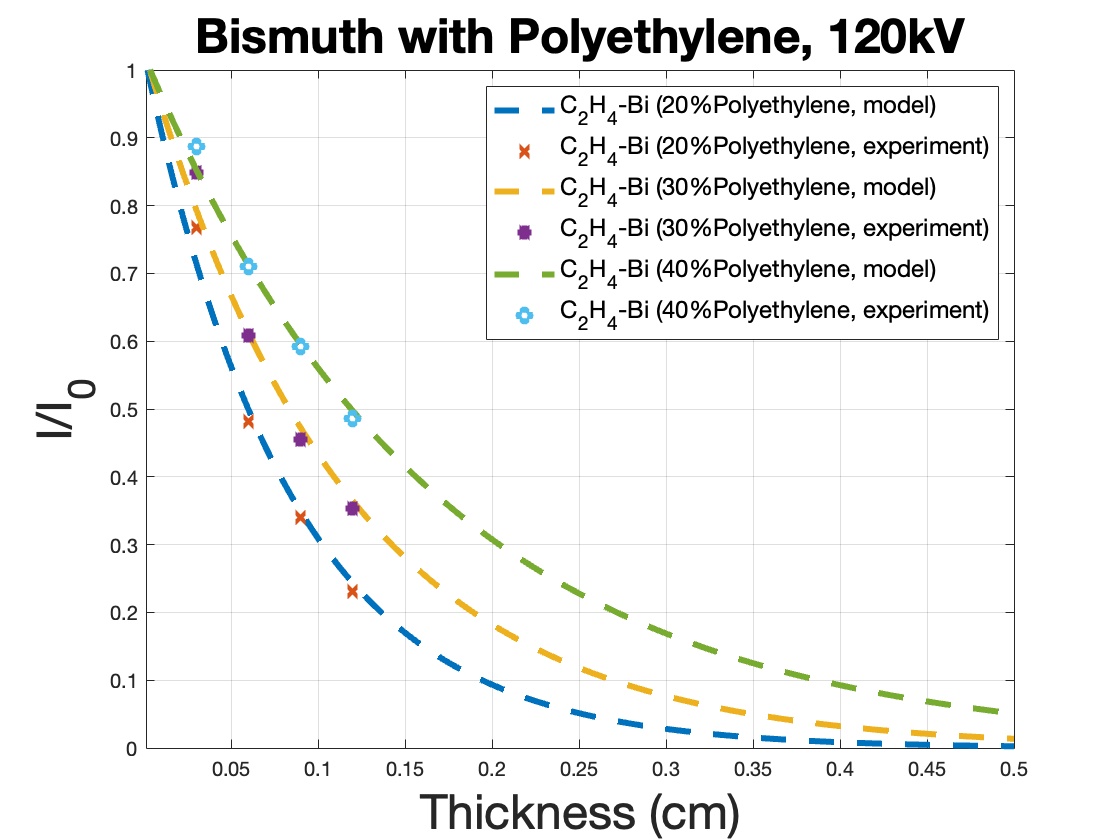 Bismuth with Polyethylene, 120kV
C2H4-Bi (20%Polyethylene, model)
C2H4-Bi (20%Polyethylene, experiment)
C2H4-Bi (30%Polyethylene, model)
C2H4-Bi (30%Polyethylene, experiment)
C2H4-Bi (40%Polyethylene, model)
C2H4-Bi (40%Polyethylene, experiment)
I/I0
1
0.9
0.8
0.7
0.6
0.5
0.4
0.3
0.2
0.1
0
0.05 0.1 0.15 0.2 0.25 0.3 0.35 0.4 0.45 0.5
Thickness (cm)